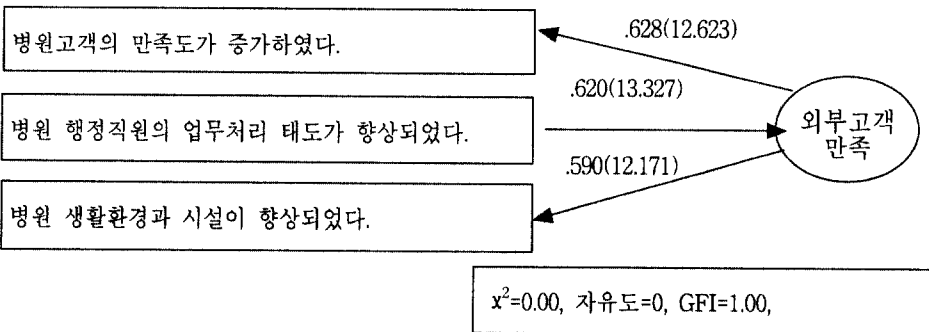 병원고객의 만족도가 증가하였다.
.628(12.623)
.620(13.327)
병원 행정직원의 업무처리 태도가 향상되었다.
외부고객
만족
.590(12.171)
병원 생활환경과 시설이 향상되었다.
x²=0.00, 자유도=0, GFI=1.00,